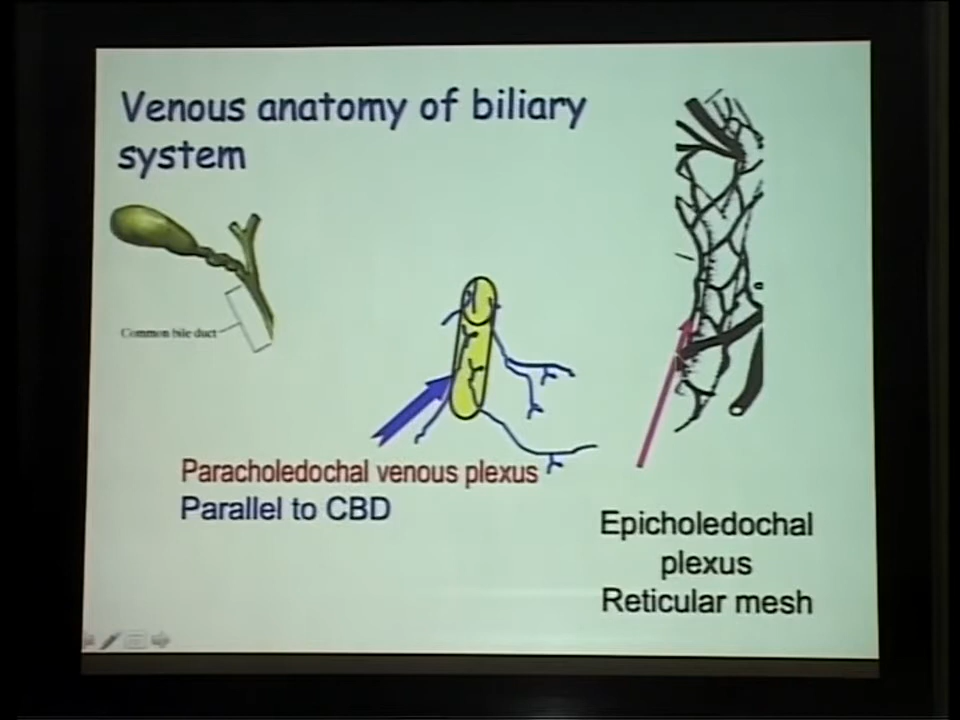 Venous anatomy of biliary
system
Common bile duct
Paracholedochal venous plexus
Parallel to CBD
Epicholedochal
plexus
Reticular mesh